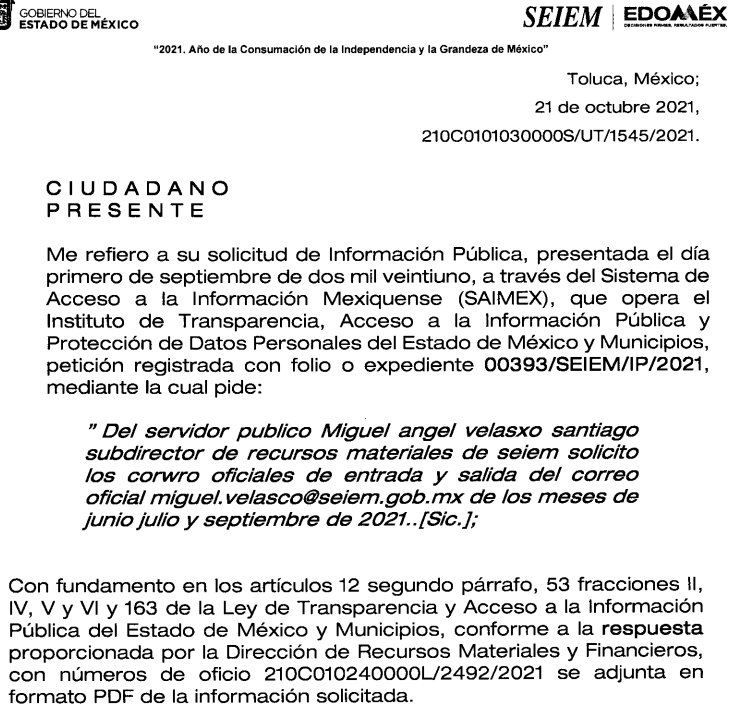 GOBIERNO DEL
ESTADO DE MÉXICO
SEIEM
EDOMÉX
DECISIONES FIRMES, RESULTADOS FUERTES.
"2021. Año de la Consumación de la Independencia y la Grandeza de México"
Toluca, México;
21 de octubre 2021,
210C0101030000S/UT/1545/2021.
CIUDADANO
PRESENTE
Me refiero a su solicitud de Información Pública, presentada el día
primero de septiembre de dos mil veintiuno, a través del Sistema de
Acceso a la Información Mexiquense (SAIMEX), que opera el
Instituto de Transparencia, Acceso a la Información Pública y
Protección de Datos Personales del Estado de México y Municipios,
petición registrada con folio o expediente 00393/SEIEM/IP/2021,
mediante la cual pide:
" Del servidor publico Miguel angel velasxo santiago
subdirector de recursos materiales de seiem solicito
los corwro oficiales de entrada y salida del correo
oficial miguel.velasco@seiem.gob.mx de los meses de
junio julio y septiembre de 2021..[Sic.];
Con fundamento en los artículos 12 segundo párrafo, 53 fracciones II,
IV, V y VI y 163 de la Ley de Transparencia y Acceso a la Información
Pública del Estado de México y Municipios, conforme a la respuesta
proporcionada por la Dirección de Recursos Materiales y Financieros,
con números de oficio 210C010240000L/2492/2021 se adjunta en
formato PDF de la información solicitada.